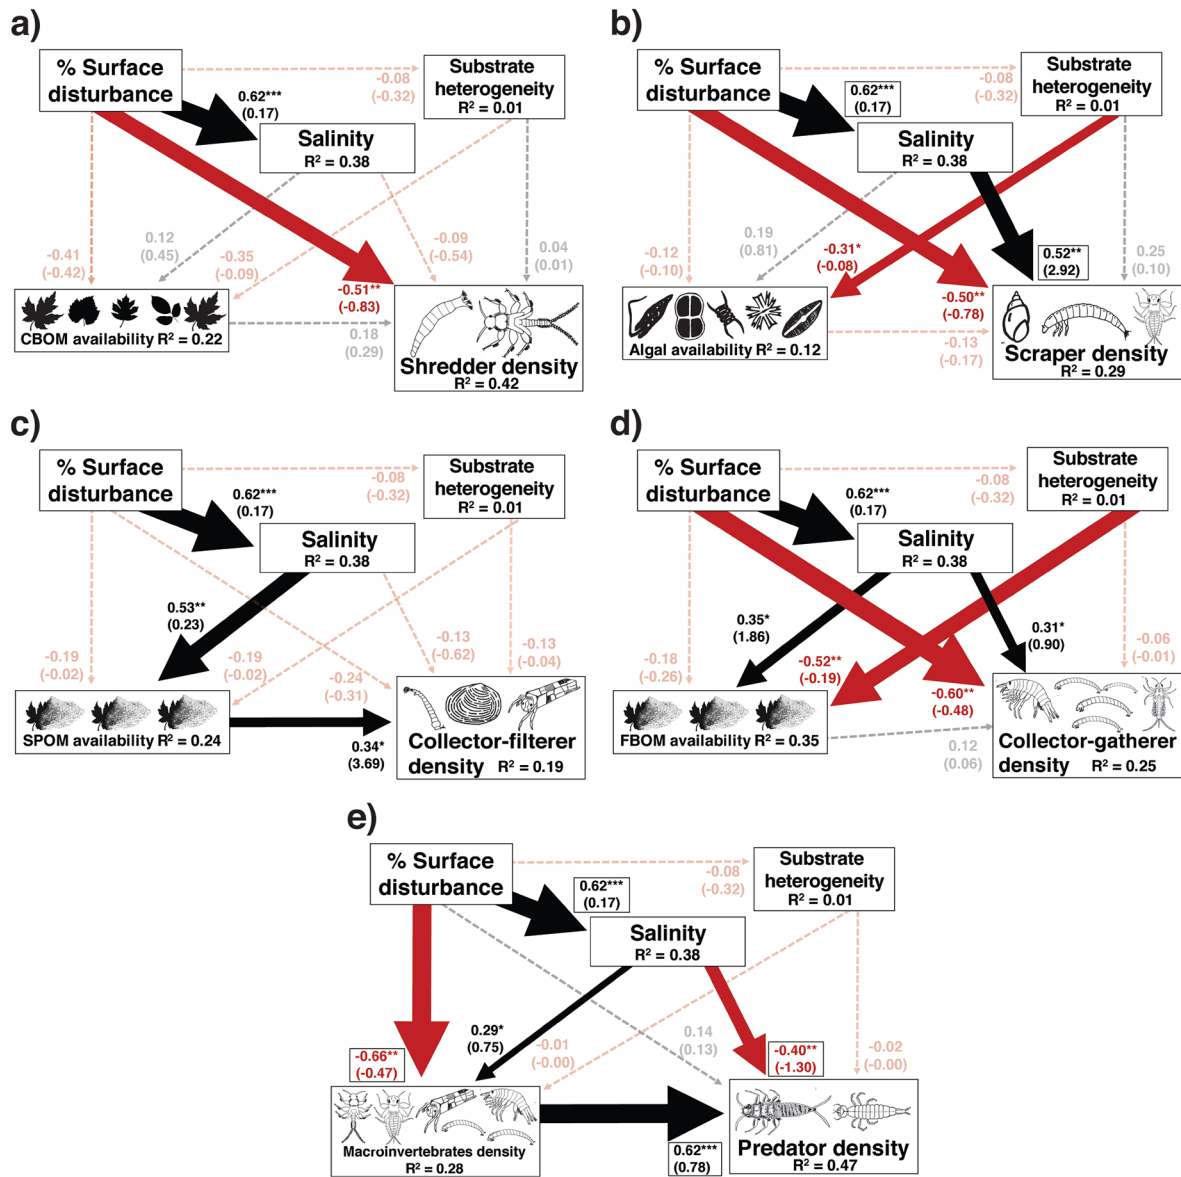 a)
% Surface
disturbance
Substrate
heterogeneity
R² = 0.01
-0.08
(-0.32)
0.62***
(0.17)
Salinity
R² = 0.38
-0.41
(-0.42)
0.12
(0.45)
-0.35
(-0.09)
-0.09
(-0.54)
0.04
(0.01)
-0.51**
(-0.83)
CBOM availability R² = 0.22
0.18
(0.29)
Shredder density
R² = 0.42
b)
% Surface
disturbance
Substrate
heterogeneity
R² = 0.01
-0.08
(-0.32)
0.62***
(0.17)
Salinity
R² = 0.38
-0.12
(-0.10)
0.19
(0.81)
-0.31*
(-0.08)
0.52**
(2.92)
0.25
(0.10)
-0.50**
(-0.78)
Algal availability R² = 0.12
-0.13
(-0.17)
Scraper density
R² = 0.29
c)
% Surface
disturbance
Substrate
heterogeneity
R² = 0.01
-0.08
(-0.32)
0.62***
(0.17)
Salinity
R² = 0.38
0.53**
(0.23)
-0.19
(-0.02)
-0.19
(-0.02)
-0.24
(-0.31)
-0.13
(-0.62)
-0.13
(-0.04)
SPOM availability R² = 0.24
0.34*
(3.69)
Collector-filterer
density R² = 0.19
d)
% Surface
disturbance
Substrate
heterogeneity
R² = 0.01
-0.08
(-0.32)
0.62***
(0.17)
Salinity
R² = 0.38
0.35*
(1.86)
0.31*
(0.90)
-0.18
(-0.26)
-0.52**
(-0.19)
-0.06
(-0.01)
-0.60**
(-0.48)
FBOM availability R² = 0.35
0.12
(0.06)
Collector-gatherer
density R² = 0.25
e)
% Surface
disturbance
Substrate
heterogeneity
R² = 0.01
-0.08
(-0.32)
0.62***
(0.17)
Salinity
R² = 0.38
-0.66**
(-0.47)
0.29*
(0.75)
-0.01
(-0.00)
0.14
(0.13)
-0.40**
(-1.30)
-0.02
(-0.00)
Macroinvertebrates density
R² = 0.28
0.62***
(0.78)
Predator density
R² = 0.47